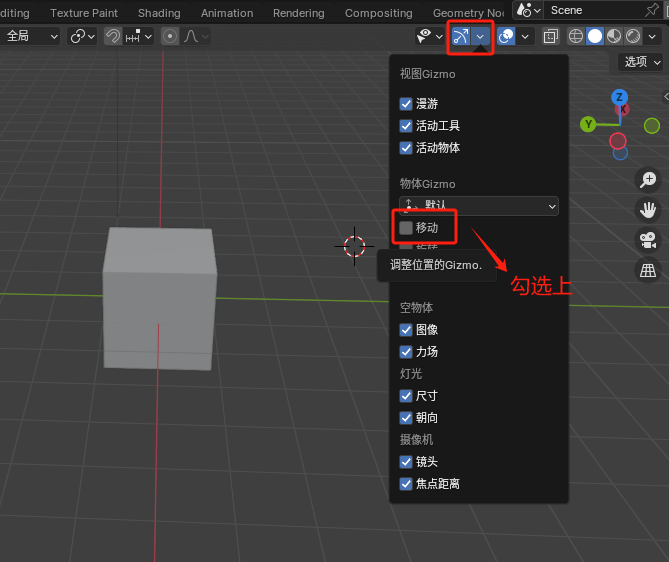 diting Texture Paint Shading Animation Rendering Compositing Geometry No Scene
全局
选项
视图Gizmo
漫游
活动工具
活动物体
物体Gizmo
默认
移动
旋转
调整位置的Gizmo.
勾选上
空物体
图像
力场
灯光
尺寸
朝向
摄像机
镜头
焦点距离
Z
X
Y